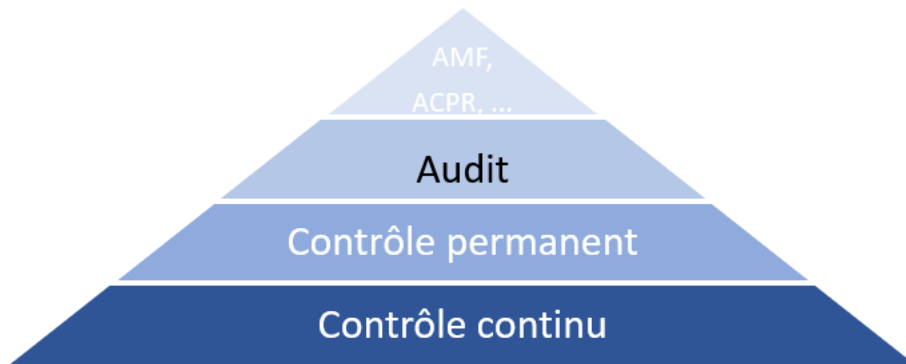 AMF,
ACPR, ...
Audit
Contrôle permanent
Contrôle continu